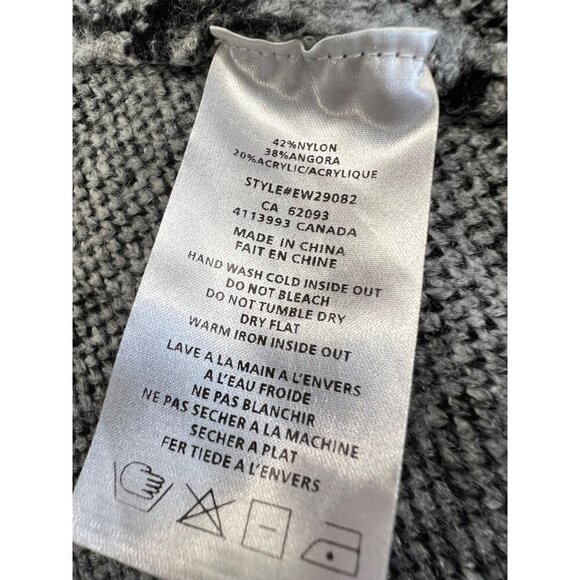 42%NYLON
38%ANGORA
20%ACRYLIC/ACRYLIQUE
STYLE#EW29082
CA 62093
4113993 CANADA
MADE IN CHINA
FAIT EN CHINE
HAND WASH COLD INSIDE OUT
DO NOT BLEACH
DO NOT TUMBLE DRY
DRY FLAT
WARM IRON INSIDE OUT
LAVE A LA MAIN A L'ENVERS
A L'EAU FROIDE
NE PAS BLANCHIR
NE PAS SECHER A LA MACHINE
SECHER A PLAT
FER TIEDE A L'ENVERS